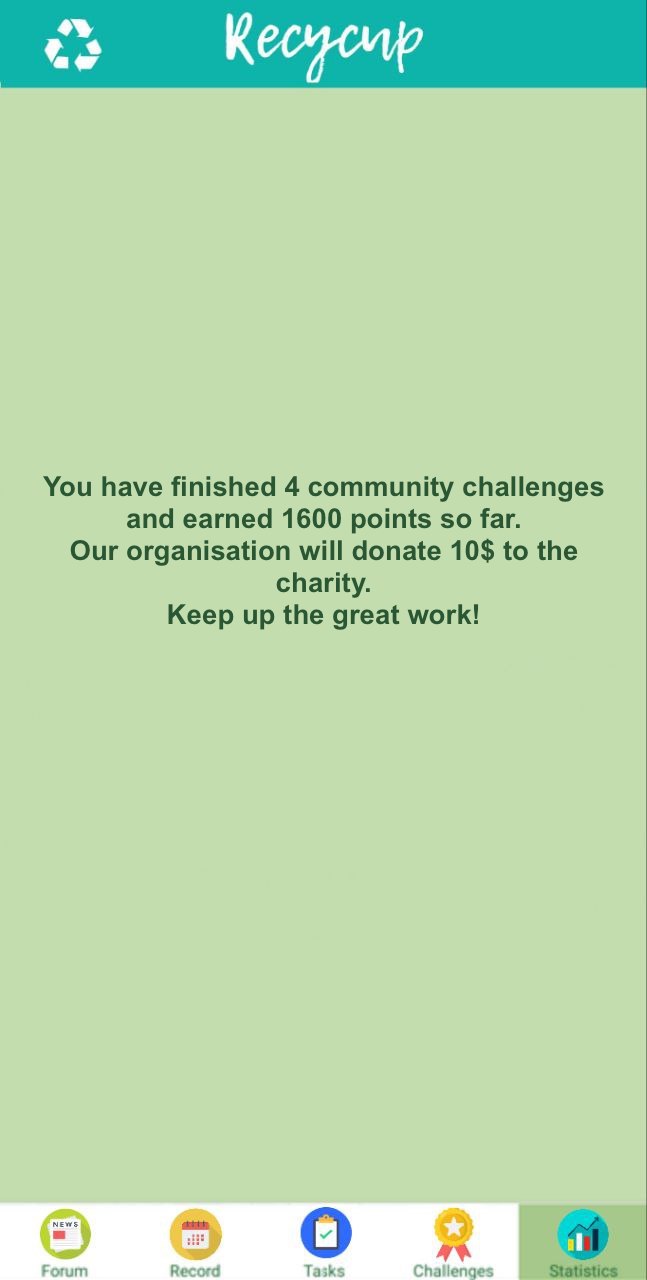 Recycup
You have finished 4 community challenges
and earned 1600 points so far.
Our organisation will donate 10$ to the
charity.
Keep up the great work!
NEWS
Forum
Record
Tasks
Challenges
Statistics